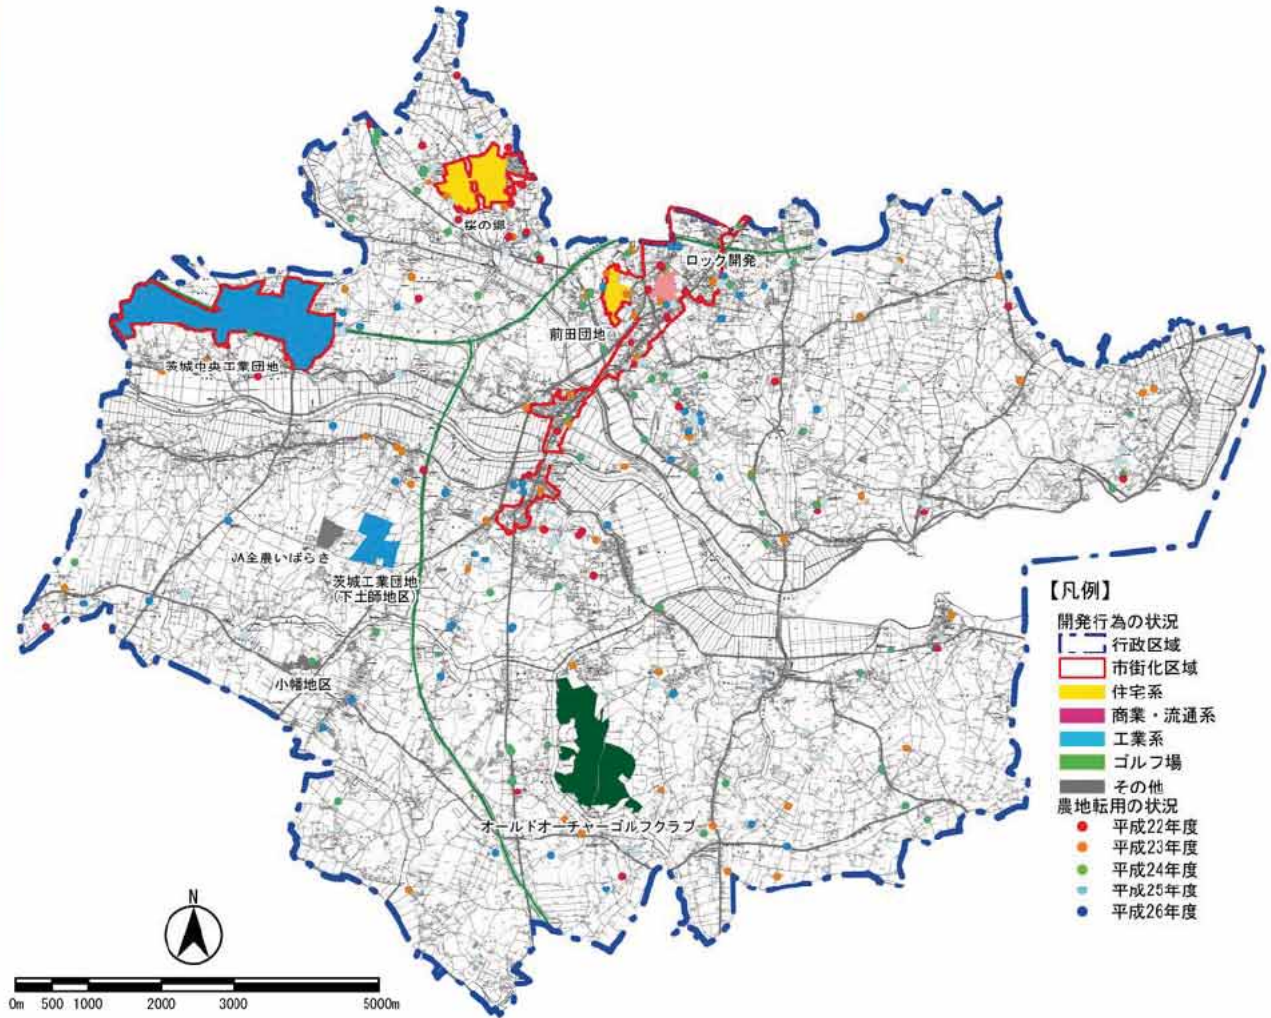 桜の郷
ロック開発
前田団地
茨城中央工業団地
JA全農いばらき
茨城工業団地
(下土師地区)
小幡地区
オールドオーチャーゴルフクラブ
【凡例】
開発行為の状況
行政区域
市街化区域
住宅系
商業・流通系
工業系
ゴルフ場
その他
農地転用の状況
平成22年度
平成23年度
平成24年度
平成25年度
平成26年度
N
0m 500 1000 2000 3000 5000m